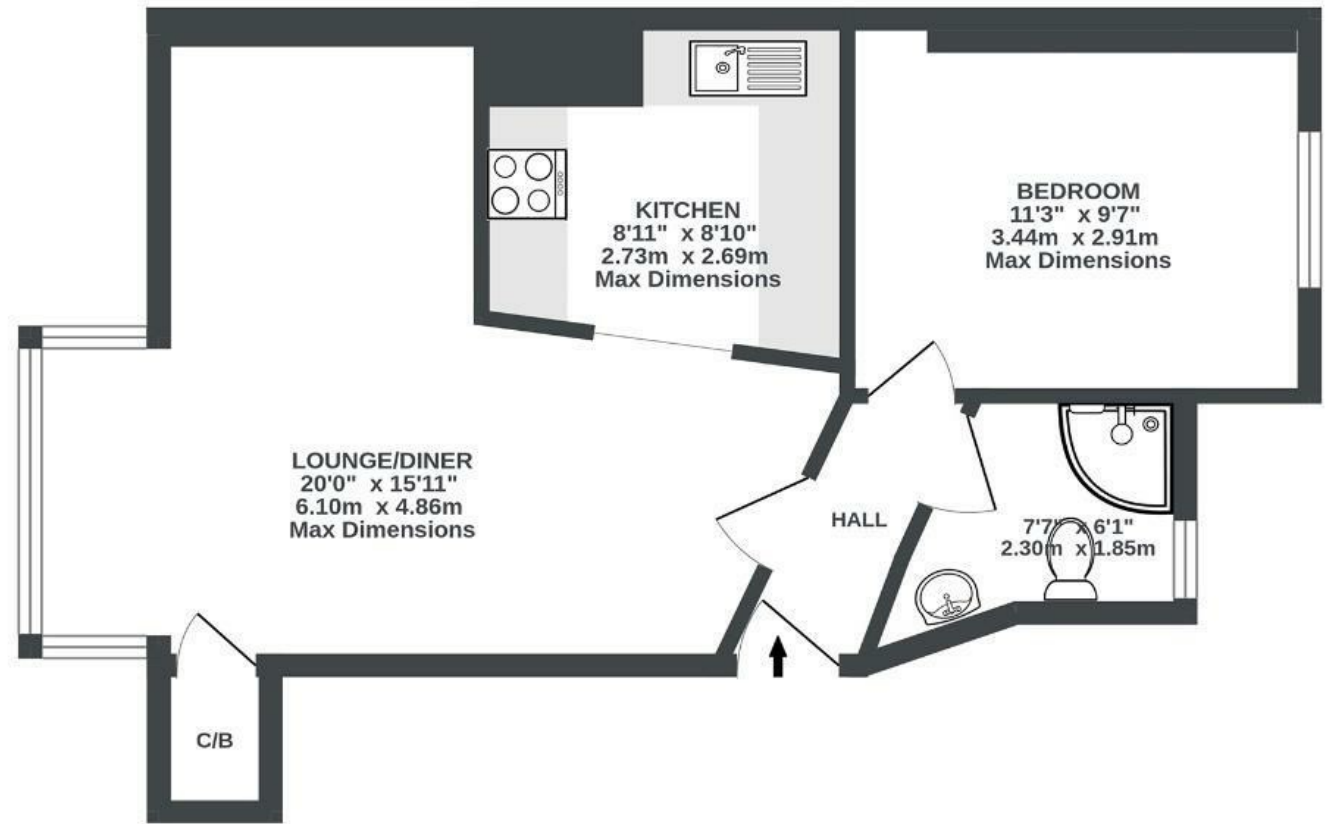 KITCHEN
8'11" x 8'10"
2.73m x 2.69m
Max Dimensions
BEDROOM
11'3" x 9'7"
3.44m x 2.91m
Max Dimensions
LOUNGE/DINER
20'0" x 15'11"
6.10m x 4.86m
Max Dimensions
HALL
7'7" x 6'1"
2.30m x 1.85m
C/B